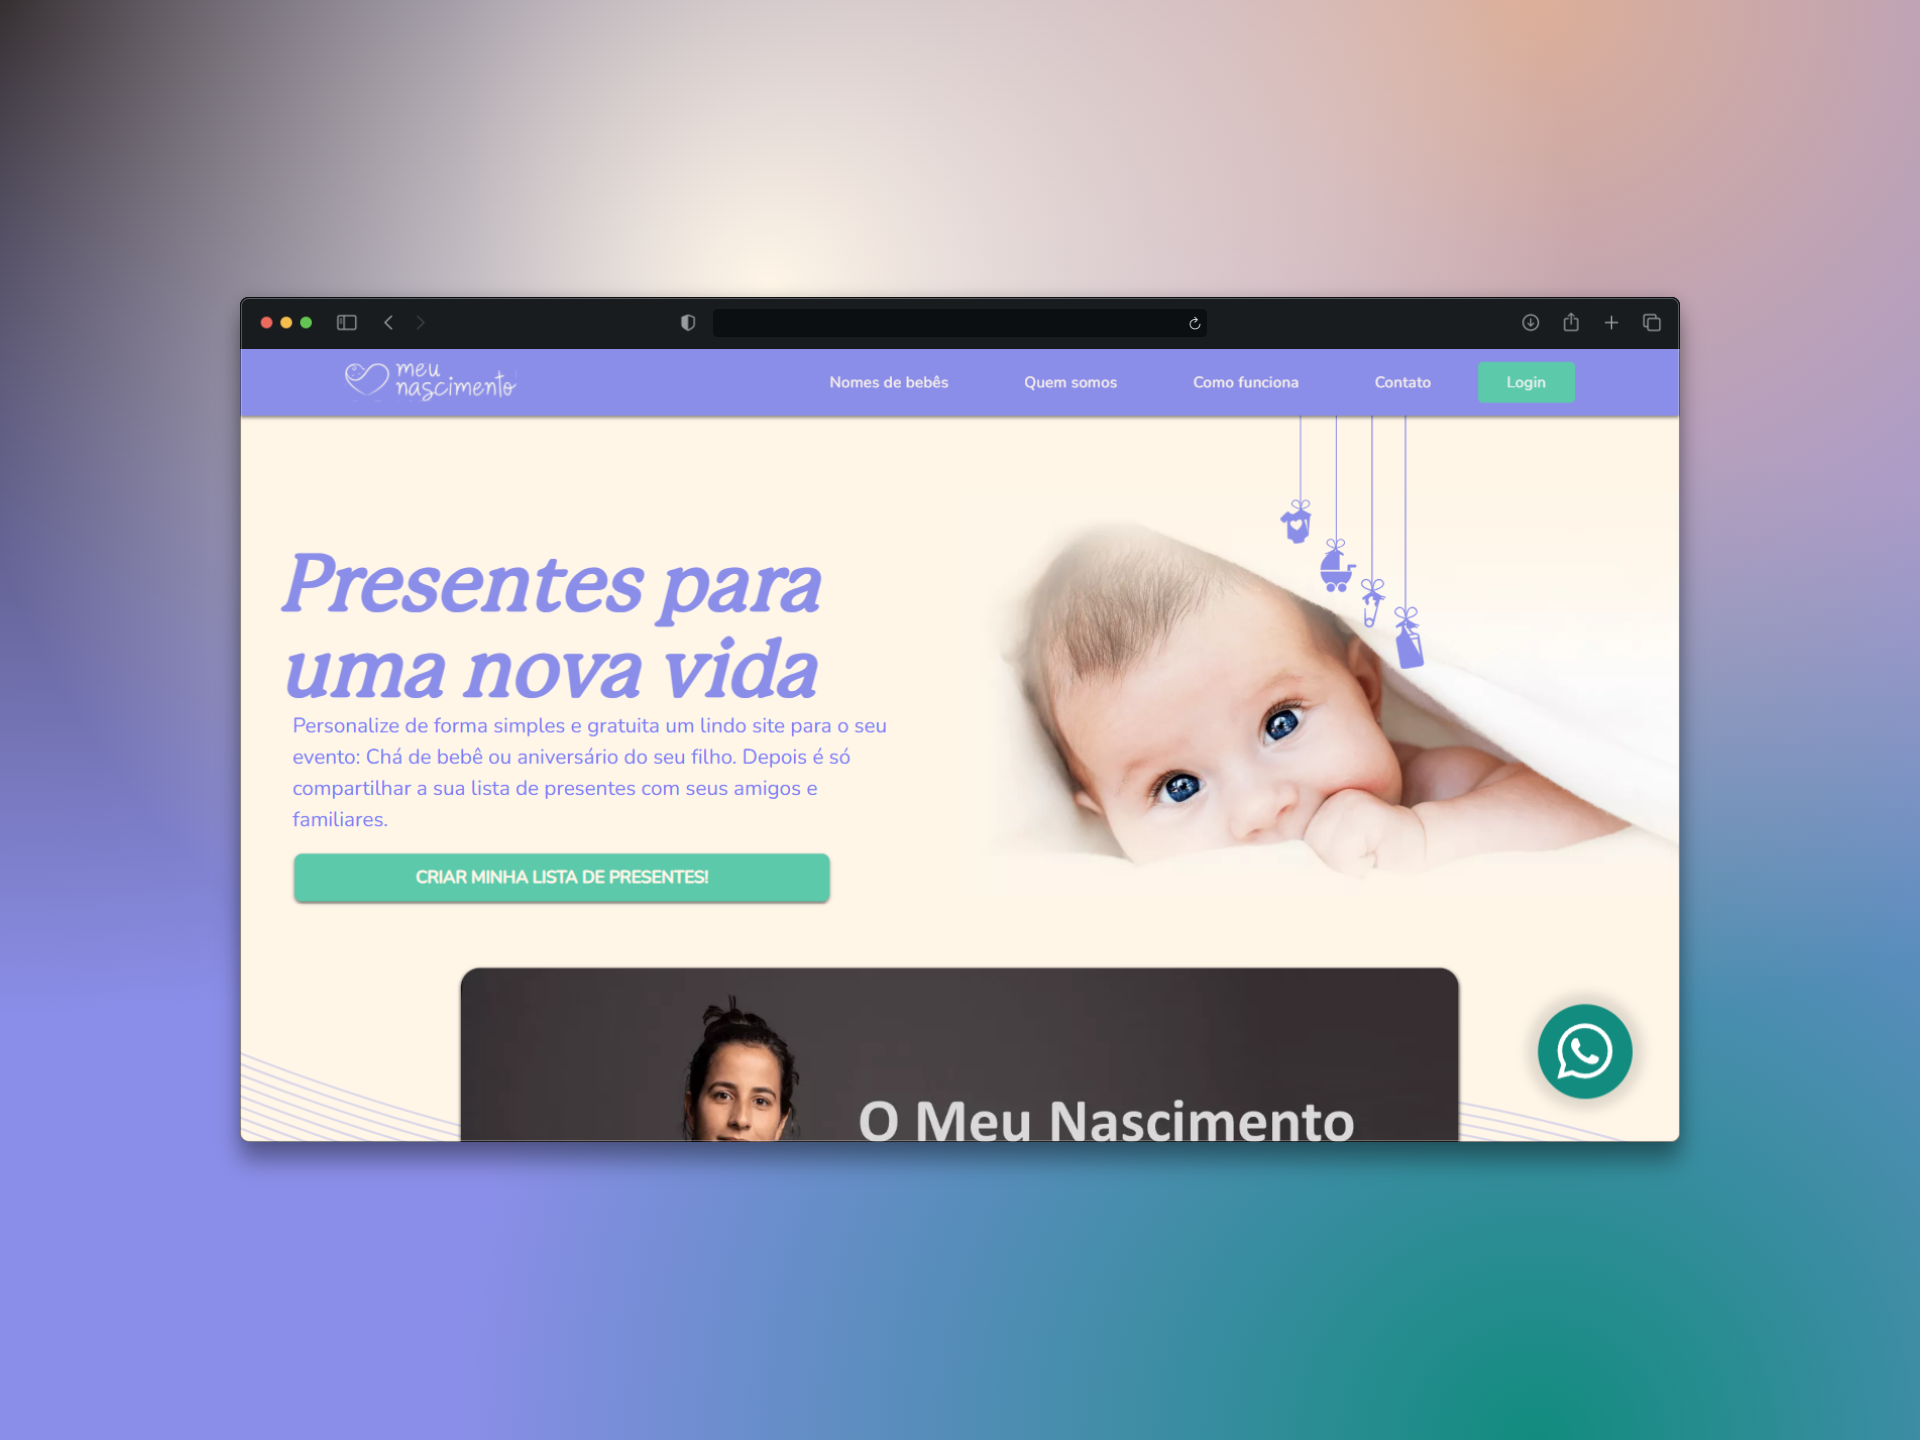 meu
nascimento
Nomes de bebês
Quem somos
Como funciona
Contato
Login
Presentes para
uma nova vida
Personalize de forma simples e gratuita um lindo site para o seu
evento: Chá de bebê ou aniversário do seu filho. Depois é só
compartilhar a sua lista de presentes com seus amigos e
familiares.
CRIAR MINHA LISTA DE PRESENTES!
O Meu Nascimento